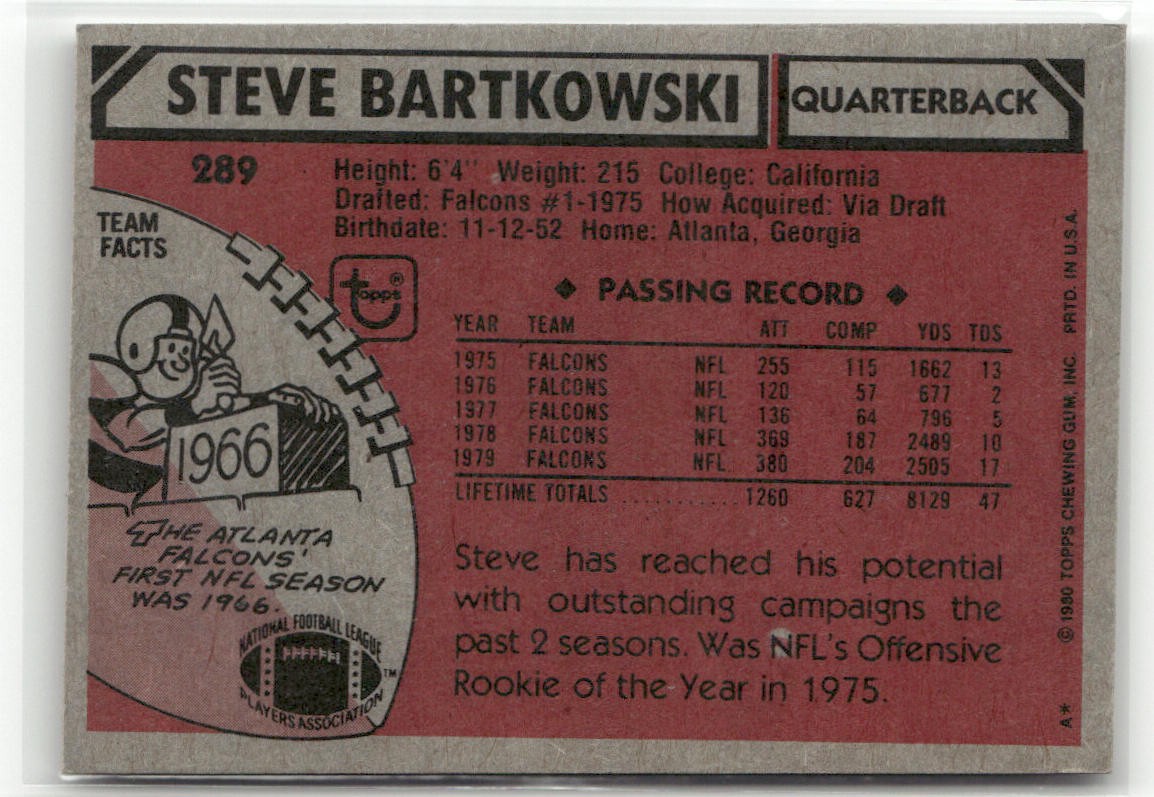 STEVE BARTKOWSKI
QUARTERBACK
289
Height: 6'4" Weight: 215 College: California
Drafted: Falcons #1-1975 How Acquired: Via Draft
Birthdate: 11-12-52 Home: Atlanta, Georgia
TEAM
FACTS
topps®
1966
THE ATLANTA
FALCONS'
FIRST NFL SEASON
WAS 1966.
NATIONAL FOOTBALL LEAGUE
PLAYERS ASSOCIATION
TM
◆ PASSING RECORD ◆
YEAR TEAM ATT COMP YDS TDS
1975 FALCONS NFL 255 115 1662 13
1976 FALCONS NFL 120 57 677 2
1977 FALCONS NFL 136 64 796 5
1978 FALCONS NFL 369 187 2489 10
1979 FALCONS NFL 380 204 2505 17
LIFETIME TOTALS ........... 1260 627 8129 47
Steve has reached his potential
with outstanding campaigns the
past 2 seasons. Was NFL's Offensive
Rookie of the Year in 1975.
A* © 1980 TOPPS CHEWING GUM, INC. PRTD. IN U.S.A.